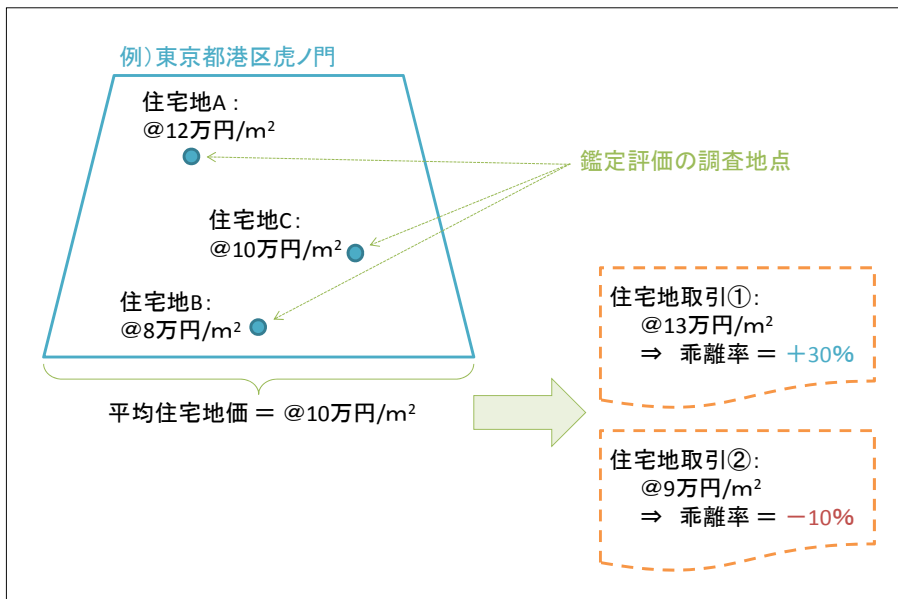 例）東京都港区虎ノ門
住宅地A：
＠12万円/m²
鑑定評価の調査地点
住宅地C：
＠10万円/m²
住宅地B：
＠8万円/m²
平均住宅地価 ＝ ＠10万円/m²
住宅地取引①：
＠13万円/m²
⇒ 乖離率 ＝ ＋30%
住宅地取引②：
＠9万円/m²
⇒ 乖離率 ＝ －10%